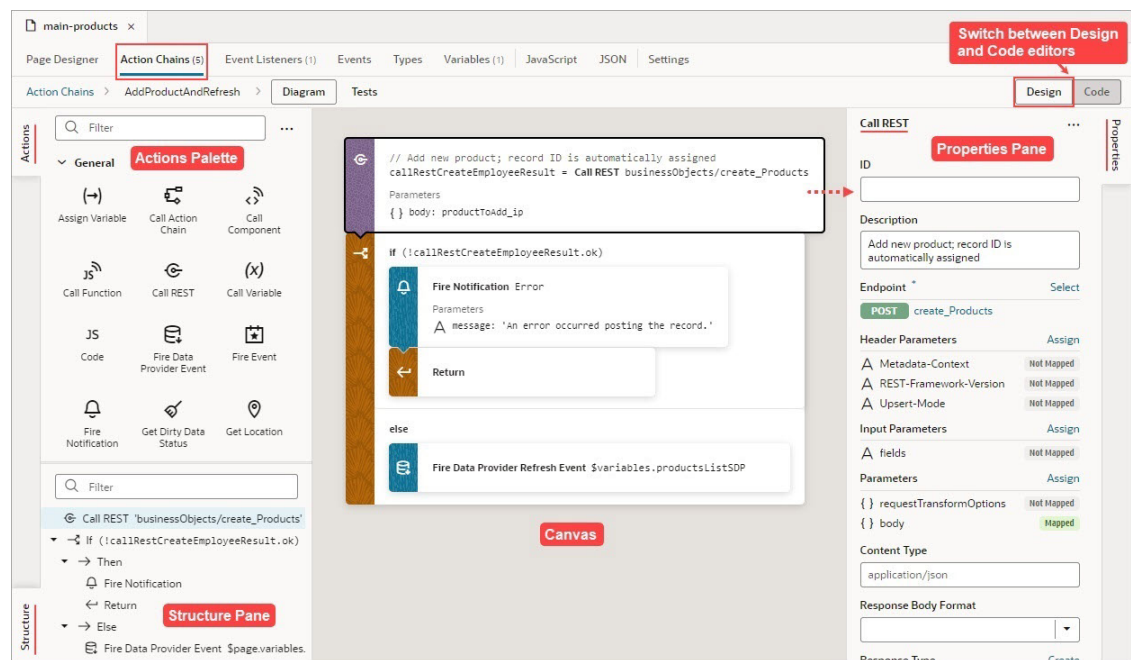 main-products ×
Switch between Design
and Code editors
Page Designer Action Chains (5) Event Listeners (1) Events Types Variables (1) JavaScript JSON Settings
Action Chains > AddProductAndRefresh > Diagram Tests Design Code
Actions
Filter ...
General
Actions Palette
(→)
Assign Variable
Call Action
Chain
Call
Component
JS
Call Function
Call REST
(x)
Call Variable
JS
Code
Fire Data
Provider Event
Fire Event
Fire
Notification
Get Dirty Data
Status
Get Location
Structure
Filter
Call REST 'businessObjects/create_Products'
If (!callRestCreateEmployeeResult.ok)
→ Then
Fire Notification
Return
Structure Pane
→ Else
Fire Data Provider Event $page.variables.
// Add new product; record ID is automatically assigned
callRestCreateEmployeeResult = Call REST businessObjects/create_Products
Parameters
{ } body: productToAdd_ip
if (!callRestCreateEmployeeResult.ok)
Fire Notification Error
Parameters
A message: 'An error occurred posting the record.'
Return
else
Fire Data Provider Refresh Event $variables.productsListSDP
Canvas
Call REST ...
Properties
Properties Pane
ID
Description
Add new product; record ID is
automatically assigned
Endpoint * Select
POST create_Products
Header Parameters Assign
A Metadata-Context Not Mapped
A REST-Framework-Version Not Mapped
A Upsert-Mode Not Mapped
Input Parameters Assign
A fields Not Mapped
Parameters Assign
{ } requestTransformOptions Not Mapped
{ } body Mapped
Content Type
application/json
Response Body Format
Response Type Create